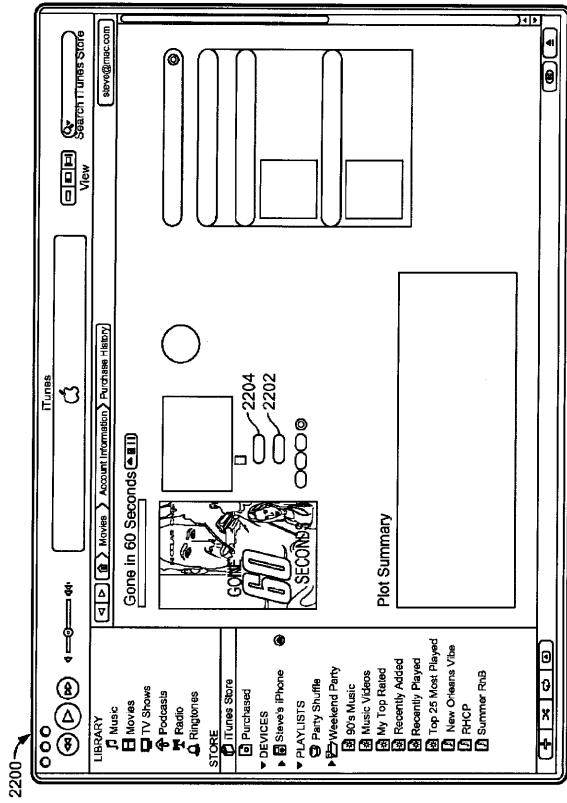 2200
iTunes
View
Search iTunes Store
Movies Account Information Purchase History
steve@mac.com
LIBRARY
Music
Movies
TV Shows
Podcasts
Radio
Ringtones
STORE
iTunes Store
Purchased
DEVICES
Steve's iPhone
PLAYLISTS
Party Shuffle
Weekend Party
90's Music
Music Videos
My Top Rated
Recently Added
Recently Played
Top 25 Most Played
New Orleans Vibe
RHCP
Summer RnB
Gone in 60 Seconds
GONE
60
SECONDS
2204
2202
Plot Summary